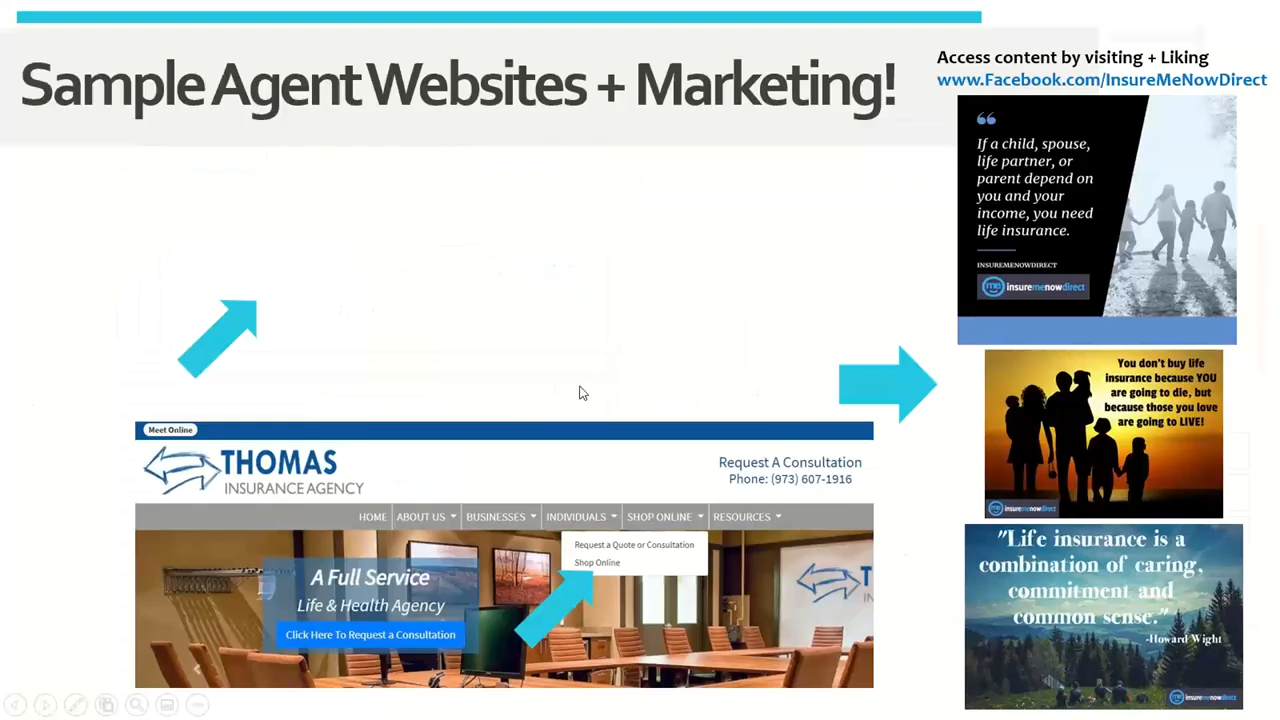 Sample Agent Websites + Marketing!
Access content by visiting + Liking
www.Facebook.com/InsureMeNowDirect
“
If a child, spouse,
life partner, or
parent depend on
you and your
income, you need
life insurance.
INSUREMENOWDIRECT
me insuremenowdirect
You don't buy life
insurance because YOU
are going to die, but
because those you love
are going to LIVE!
me insuremenowdirect
"Life insurance is a
combination of caring,
commitment and
common sense."
-Howard Wight
me insuremenowdirect
Meet Online
THOMAS
INSURANCE AGENCY
Request A Consultation
Phone: (973) 607-1916
HOME ABOUT US BUSINESSES INDIVIDUALS SHOP ONLINE RESOURCES
Request a Quote or Consultation
Shop Online
A Full Service
Life & Health Agency
Click Here To Request a Consultation